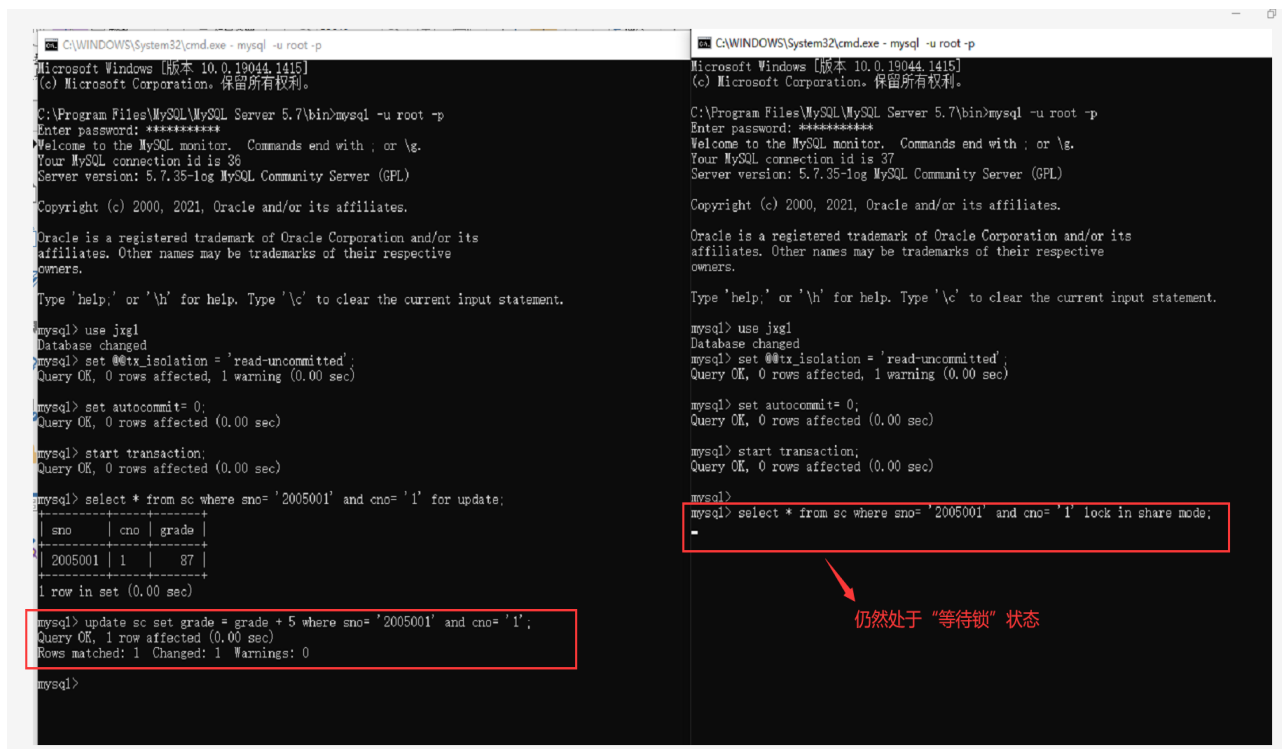 C:\WINDOWS\System32\cmd.exe - mysql -u root -p
Microsoft Windows [版本 10.0.19044.1415]
(c) Microsoft Corporation。保留所有权利。
C:\Program Files\MySQL\MySQL Server 5.7\bin>mysql -u root -p
Enter password: ***********
Welcome to the MySQL monitor.  Commands end with ; or \g.
Your MySQL connection id is 36
Server version: 5.7.35-log MySQL Community Server (GPL)
Copyright (c) 2000, 2021, Oracle and/or its affiliates.
Oracle is a registered trademark of Oracle Corporation and/or its
affiliates. Other names may be trademarks of their respective
owners.
Type 'help;' or '\h' for help. Type '\c' to clear the current input statement.
mysql> use jxgl
Database changed
mysql> set @@tx_isolation = 'read-uncommitted';
Query OK, 0 rows affected, 1 warning (0.00 sec)
mysql> set autocommit= 0;
Query OK, 0 rows affected (0.00 sec)
mysql> start transaction;
Query OK, 0 rows affected (0.00 sec)
mysql> select * from sc where sno= '2005001' and cno= '1' for update;
+---------+-----+-------+
| sno     | cno | grade |
+---------+-----+-------+
| 2005001 | 1   |    87 |
+---------+-----+-------+
1 row in set (0.00 sec)
mysql> update sc set grade = grade + 5 where sno= '2005001' and cno= '1';
Query OK, 1 row affected (0.00 sec)
Rows matched: 1  Changed: 1  Warnings: 0
mysql>
C:\WINDOWS\System32\cmd.exe - mysql -u root -p
Microsoft Windows [版本 10.0.19044.1415]
(c) Microsoft Corporation。保留所有权利。
C:\Program Files\MySQL\MySQL Server 5.7\bin>mysql -u root -p
Enter password: ***********
Welcome to the MySQL monitor.  Commands end with ; or \g.
Your MySQL connection id is 37
Server version: 5.7.35-log MySQL Community Server (GPL)
Copyright (c) 2000, 2021, Oracle and/or its affiliates.
Oracle is a registered trademark of Oracle Corporation and/or its
affiliates. Other names may be trademarks of their respective
owners.
Type 'help;' or '\h' for help. Type '\c' to clear the current input statement.
mysql> use jxgl
Database changed
mysql> set @@tx_isolation = 'read-uncommitted';
Query OK, 0 rows affected, 1 warning (0.00 sec)
mysql> set autocommit= 0;
Query OK, 0 rows affected (0.00 sec)
mysql> start transaction;
Query OK, 0 rows affected (0.00 sec)
mysql>
mysql> select * from sc where sno= '2005001' and cno= '1' lock in share mode;
仍然处于“等待锁”状态